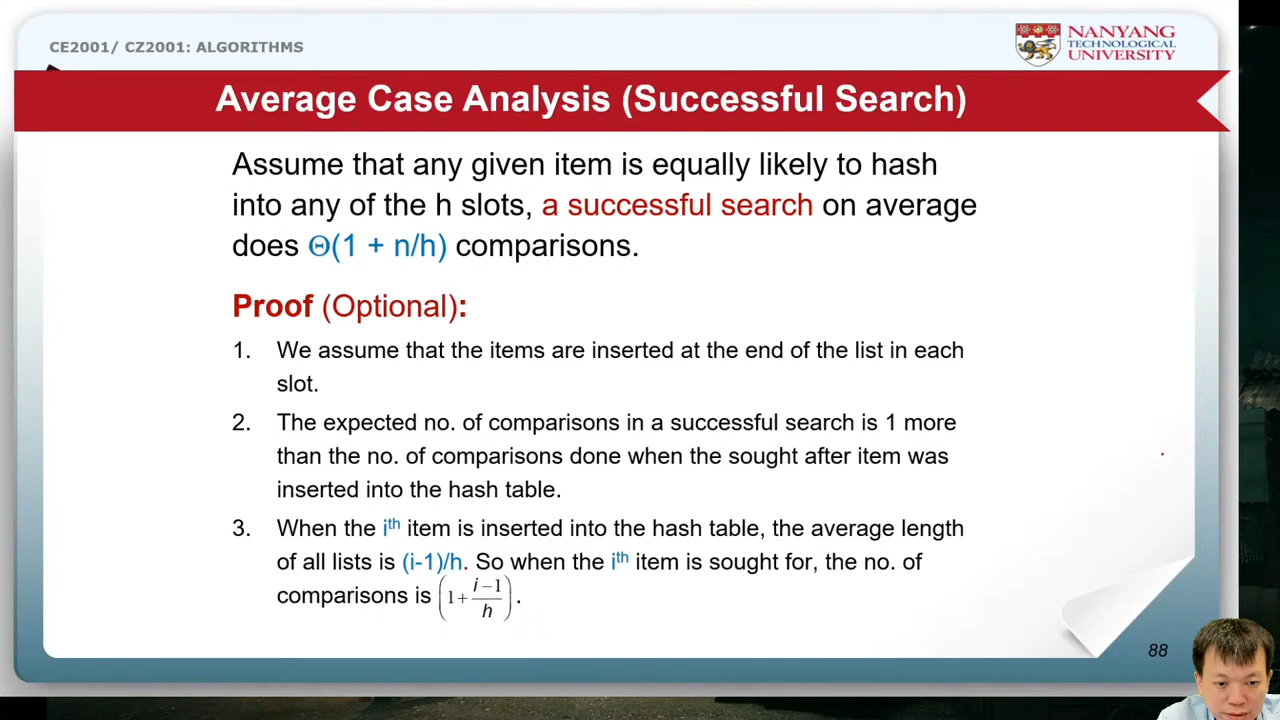 CE2001/ CZ2001: ALGORITHMS
NANYANG
TECHNOLOGICAL
UNIVERSITY
Average Case Analysis (Successful Search)
Assume that any given item is equally likely to hash
into any of the h slots, a successful search on average
does Θ(1 + n/h) comparisons.
Proof (Optional):
1. We assume that the items are inserted at the end of the list in each
slot.
2. The expected no. of comparisons in a successful search is 1 more
than the no. of comparisons done when the sought after item was
inserted into the hash table.
3. When the iᵗʰ item is inserted into the hash table, the average length
of all lists is (i-1)/h. So when the iᵗʰ item is sought for, the no. of
comparisons is (1+ (i−1)/h).
88